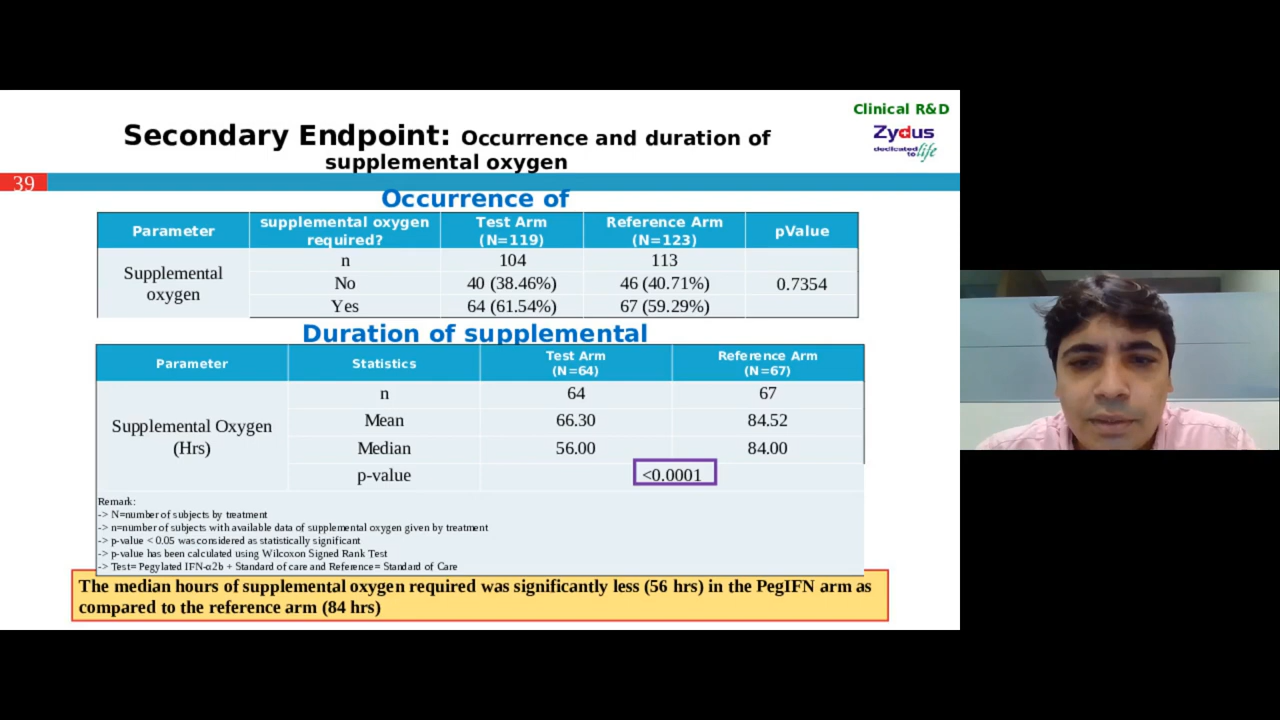 Clinical R&D
Zydus
dedicated
to life
Secondary Endpoint: Occurrence and duration of
supplemental oxygen
39
Occurrence of
Parameter supplemental oxygen required? Test Arm (N=119) Reference Arm (N=123) pValue
Supplemental oxygen n 104 113 0.7354
No 40 (38.46%) 46 (40.71%)
Yes 64 (61.54%) 67 (59.29%)
Duration of supplemental
Parameter Statistics Test Arm (N=64) Reference Arm (N=67)
Supplemental Oxygen (Hrs) n 64 67
Mean 66.30 84.52
Median 56.00 84.00
p-value <0.0001
Remark:
-> N=number of subjects by treatment
-> n=number of subjects with available data of supplemental oxygen given by treatment
-> p-value < 0.05 was considered as statistically significant
-> p-value has been calculated using Wilcoxon Signed Rank Test
-> Test= Pegylated IFN-α2b + Standard of care and Reference= Standard of Care
The median hours of supplemental oxygen required was significantly less (56 hrs) in the PegIFN arm as
compared to the reference arm (84 hrs)